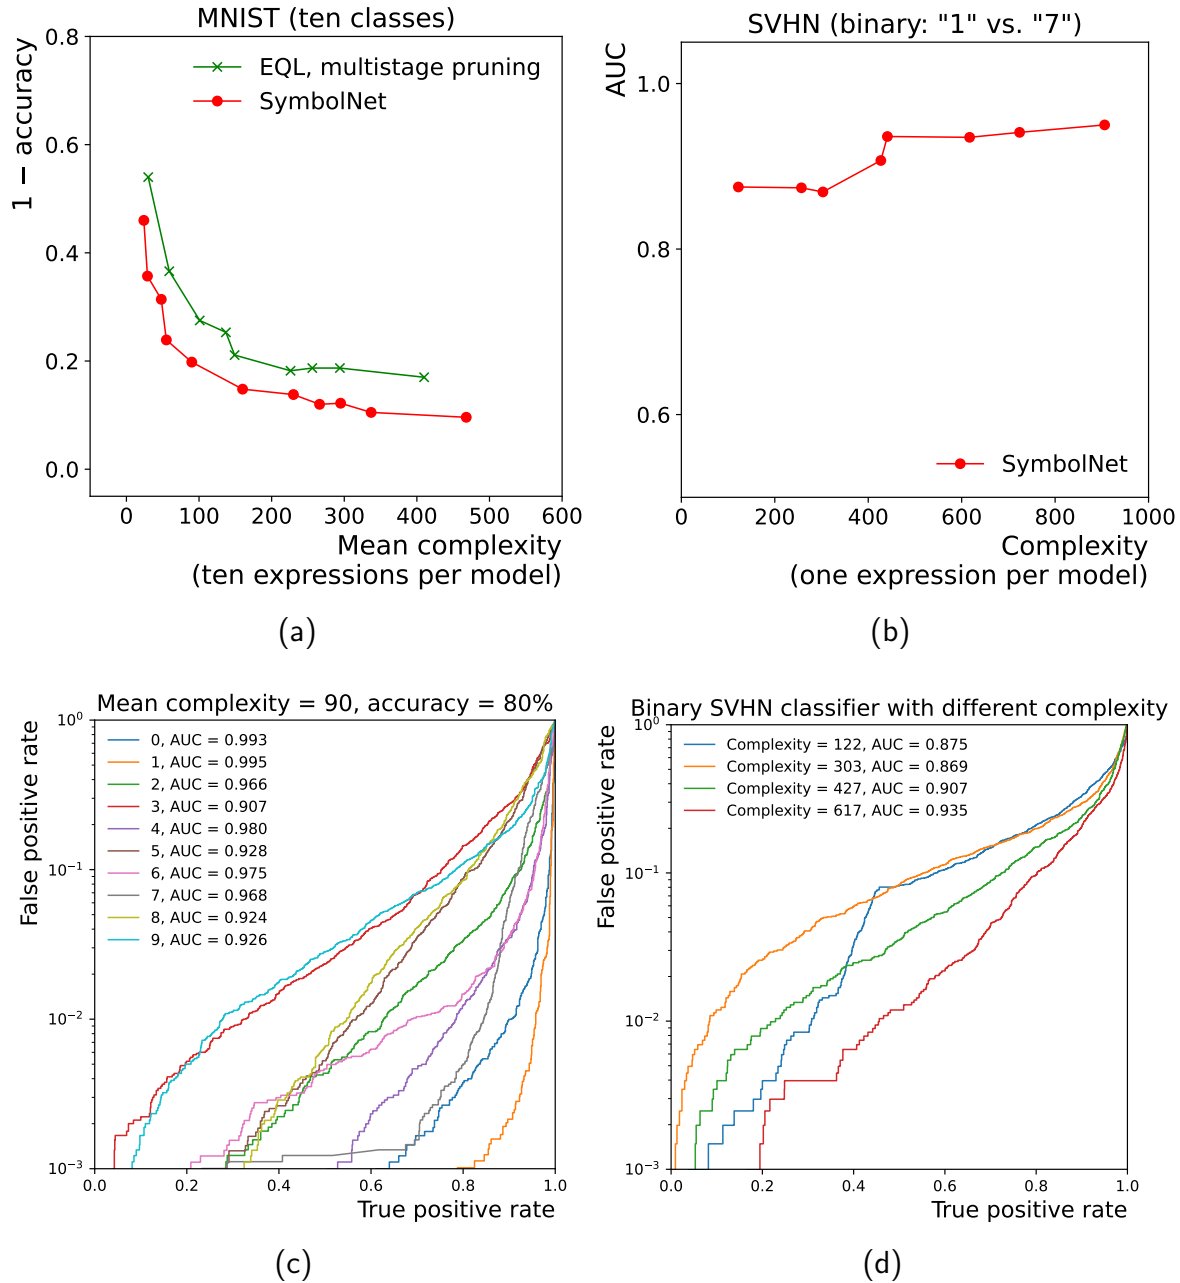 MNIST (ten classes)
1 − accuracy
0.8
0.6
0.4
0.2
0.0
EQL, multistage pruning
SymbolNet
0 100 200 300 400 500 600
Mean complexity
(ten expressions per model)
(a)
SVHN (binary: "1" vs. "7")
AUC
1.0
0.8
0.6
SymbolNet
0 200 400 600 800 1000
Complexity
(one expression per model)
(b)
Mean complexity = 90, accuracy = 80%
False positive rate
10⁰
10⁻¹
10⁻²
10⁻³
0, AUC = 0.993
1, AUC = 0.995
2, AUC = 0.966
3, AUC = 0.907
4, AUC = 0.980
5, AUC = 0.928
6, AUC = 0.975
7, AUC = 0.968
8, AUC = 0.924
9, AUC = 0.926
0.0 0.2 0.4 0.6 0.8 1.0
True positive rate
(c)
Binary SVHN classifier with different complexity
False positive rate
10⁰
10⁻¹
10⁻²
10⁻³
Complexity = 122, AUC = 0.875
Complexity = 303, AUC = 0.869
Complexity = 427, AUC = 0.907
Complexity = 617, AUC = 0.935
0.0 0.2 0.4 0.6 0.8 1.0
True positive rate
(d)